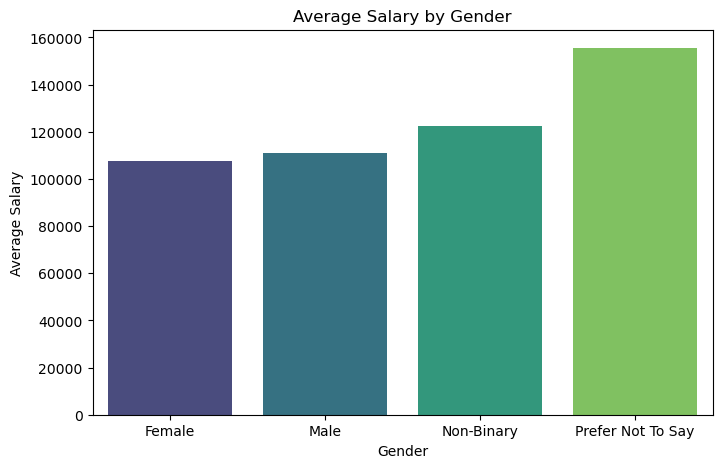 Average Salary by Gender
Average Salary
160000
140000
120000
100000
80000
60000
40000
20000
0
Female Male Non-Binary Prefer Not To Say
Gender